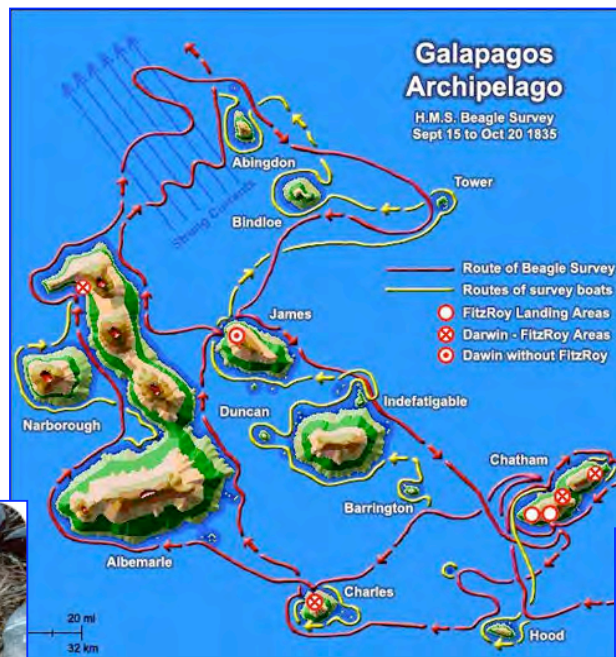 Galapagos
Archipelago
H.M.S. Beagle Survey
Sept 15 to Oct 20 1835
Strong Currents
Abingdon
Tower
Bindloe
Route of Beagle Survey
Routes of survey boats
FitzRoy Landing Areas
Darwin - FitzRoy Areas
Dawin without FitzRoy
James
Indefatigable
Duncan
Narborough
Chatham
Barrington
Albemarle
Charles
Hood
20 mi
32 km